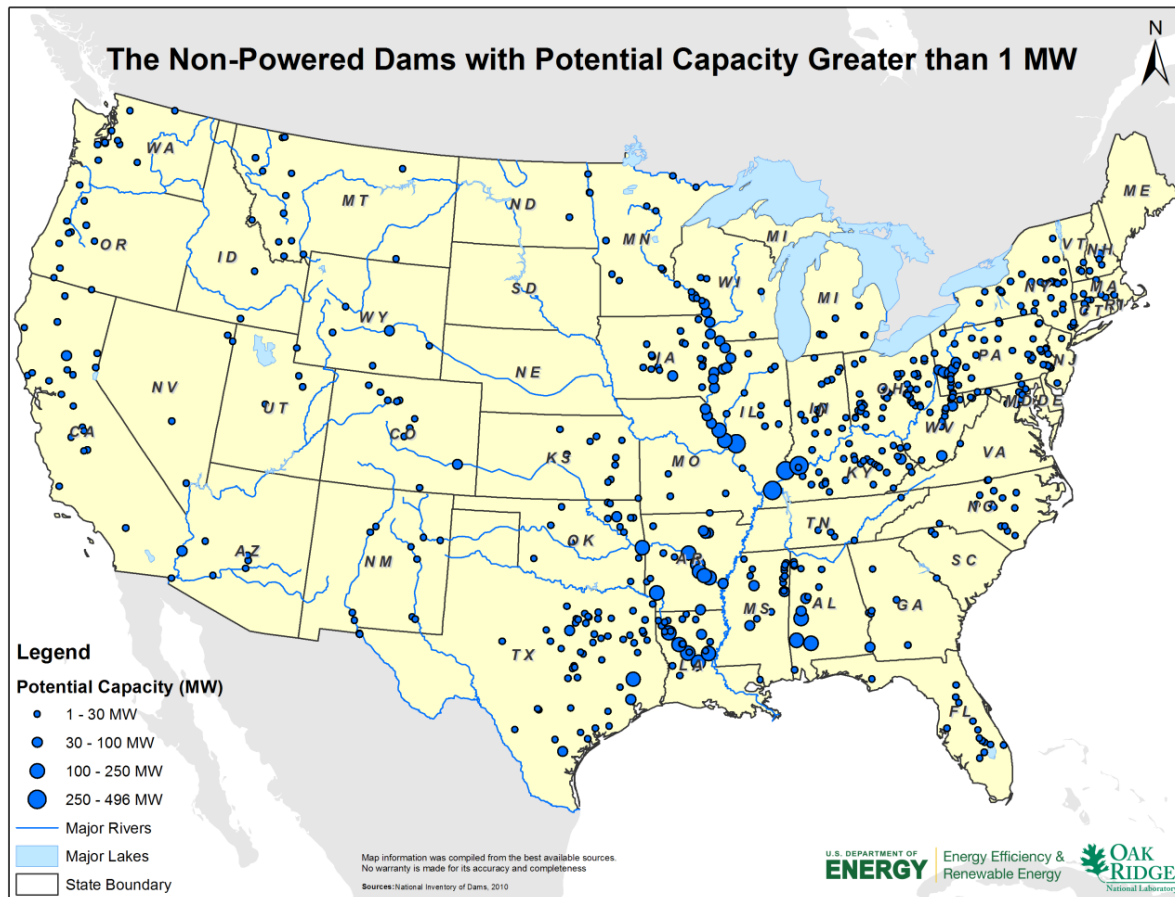 The Non-Powered Dams with Potential Capacity Greater than 1 MW
N
WA
MT
ND
MN
MI
ME
VT
NH
OR
ID
SD
WI
MI
NY
MA
RI
CT
WY
IA
PA
NJ
NV
UT
NE
IL
IN
OH
MD
DE
CA
CO
KS
MO
WV
VA
KY
AZ
NM
OK
AR
TN
NC
SC
TX
LA
MS
AL
GA
FL
Legend
Potential Capacity (MW)
1 - 30 MW
30 - 100 MW
100 - 250 MW
250 - 496 MW
Major Rivers
Major Lakes
State Boundary
Map information was compiled from the best available sources.
No warranty is made for its accuracy and completeness
Sources: National Inventory of Dams, 2010
U.S. DEPARTMENT OF
ENERGY
Energy Efficiency &
Renewable Energy
OAK
RIDGE
National Laboratory